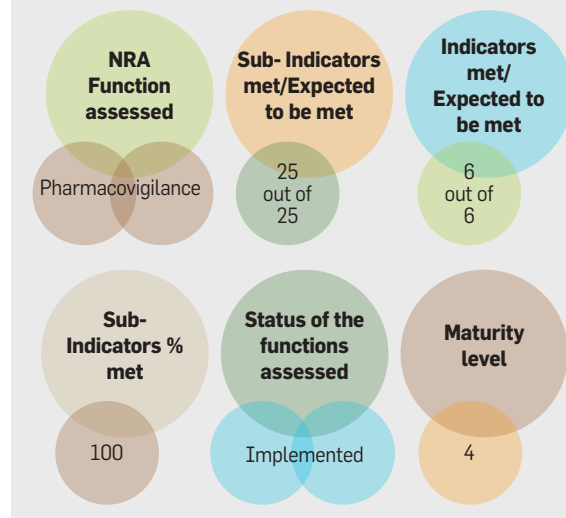 NRA
Function
assessed
Pharmacovigilance
Sub- Indicators
met/Expected
to be met
25
out of
25
Indicators
met/
Expected to
be met
6
out of
6
Sub-
Indicators %
met
100
Status of the
functions
assessed
Implemented
Maturity
level
4